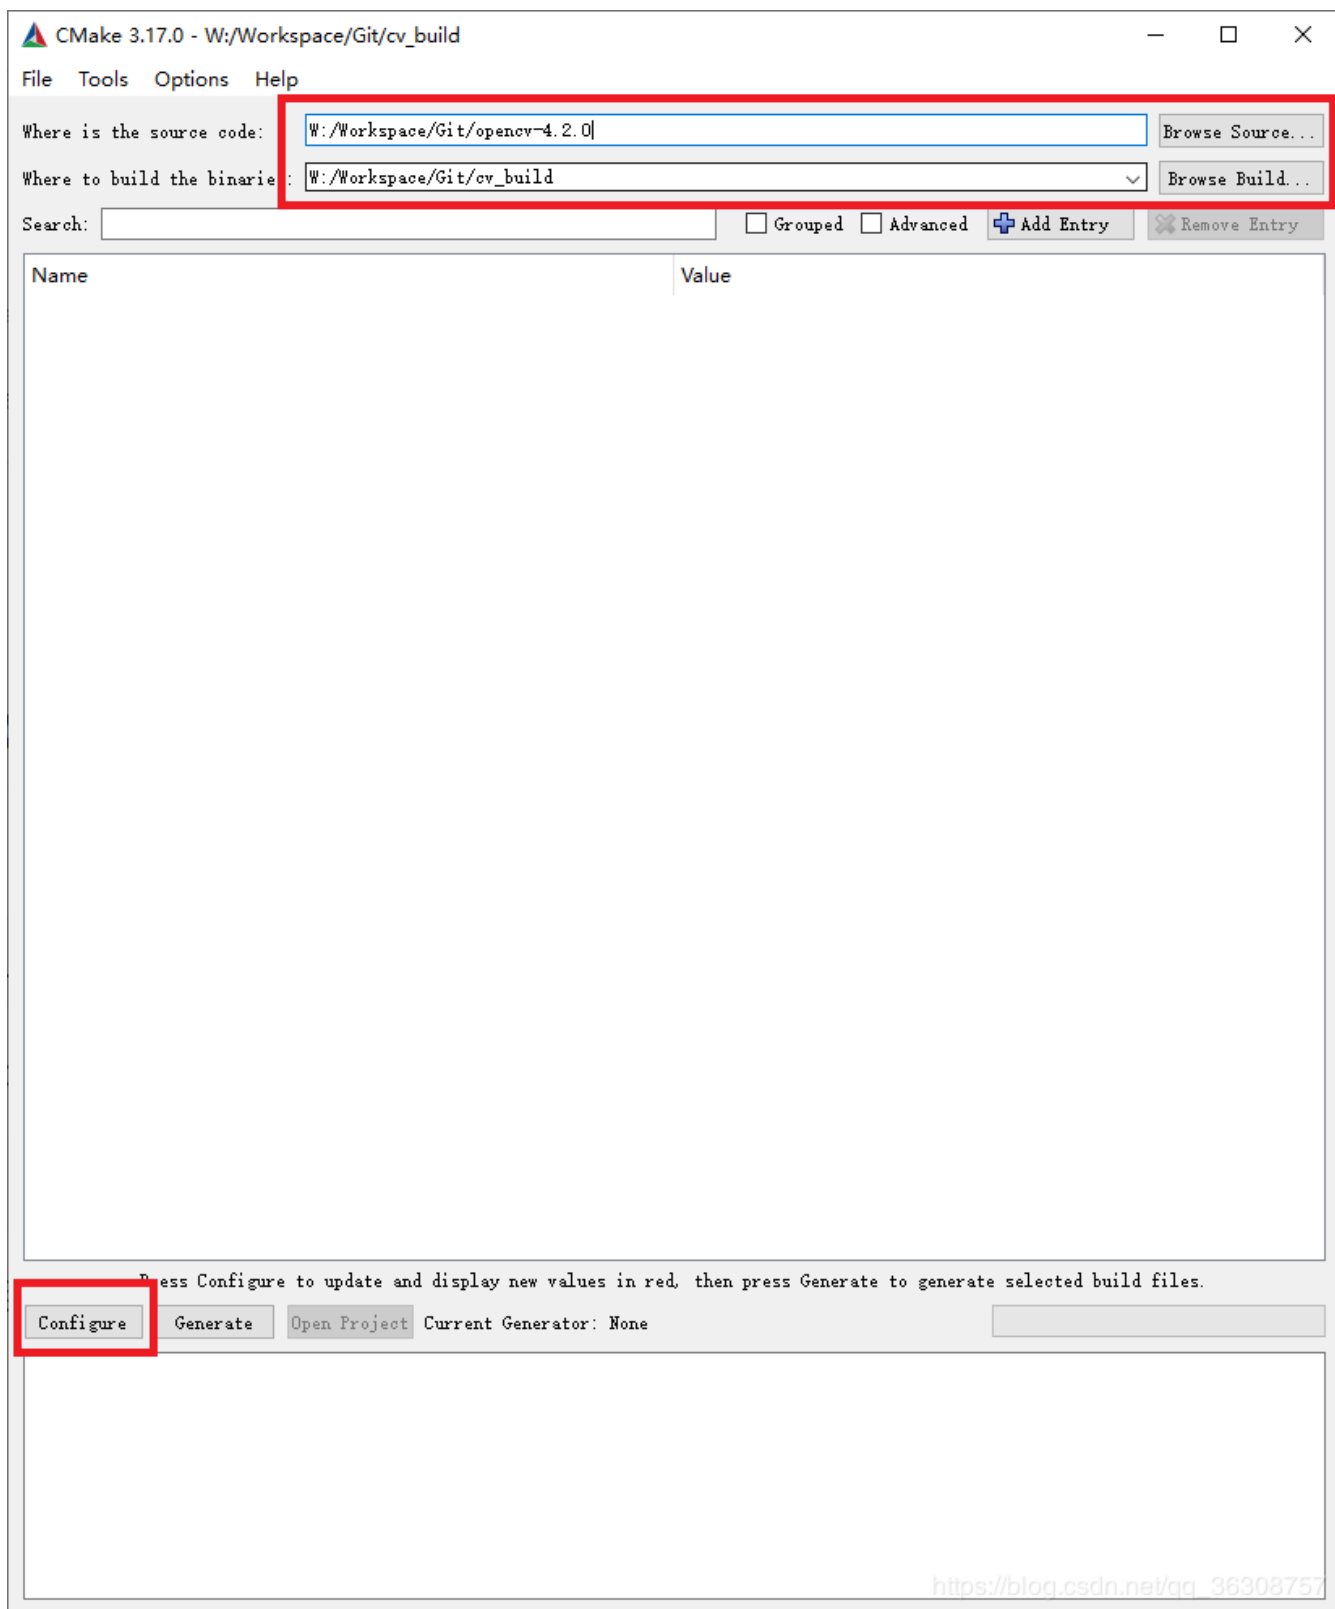 CMake 3.17.0 - W:/Workspace/Git/cv_build
File Tools Options Help
Where is the source code: W:/Workspace/Git/opencv-4.2.0 Browse Source...
Where to build the binarie : W:/Workspace/Git/cv_build Browse Build...
Search: Grouped Advanced Add Entry Remove Entry
Name Value
Press Configure to update and display new values in red, then press Generate to generate selected build files.
Configure Generate Open Project Current Generator: None
https://blog.csdn.net/qq_36308757